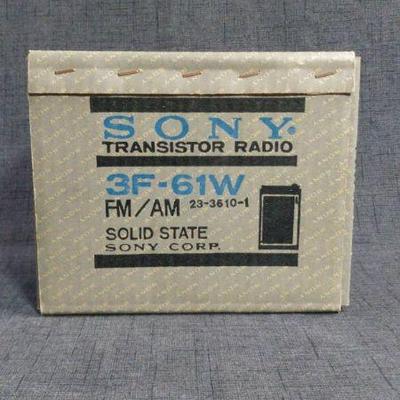 SONY
TRANSISTOR RADIO
3F-61W
FM/AM 23-3610-1
SOLID STATE
SONY CORP.